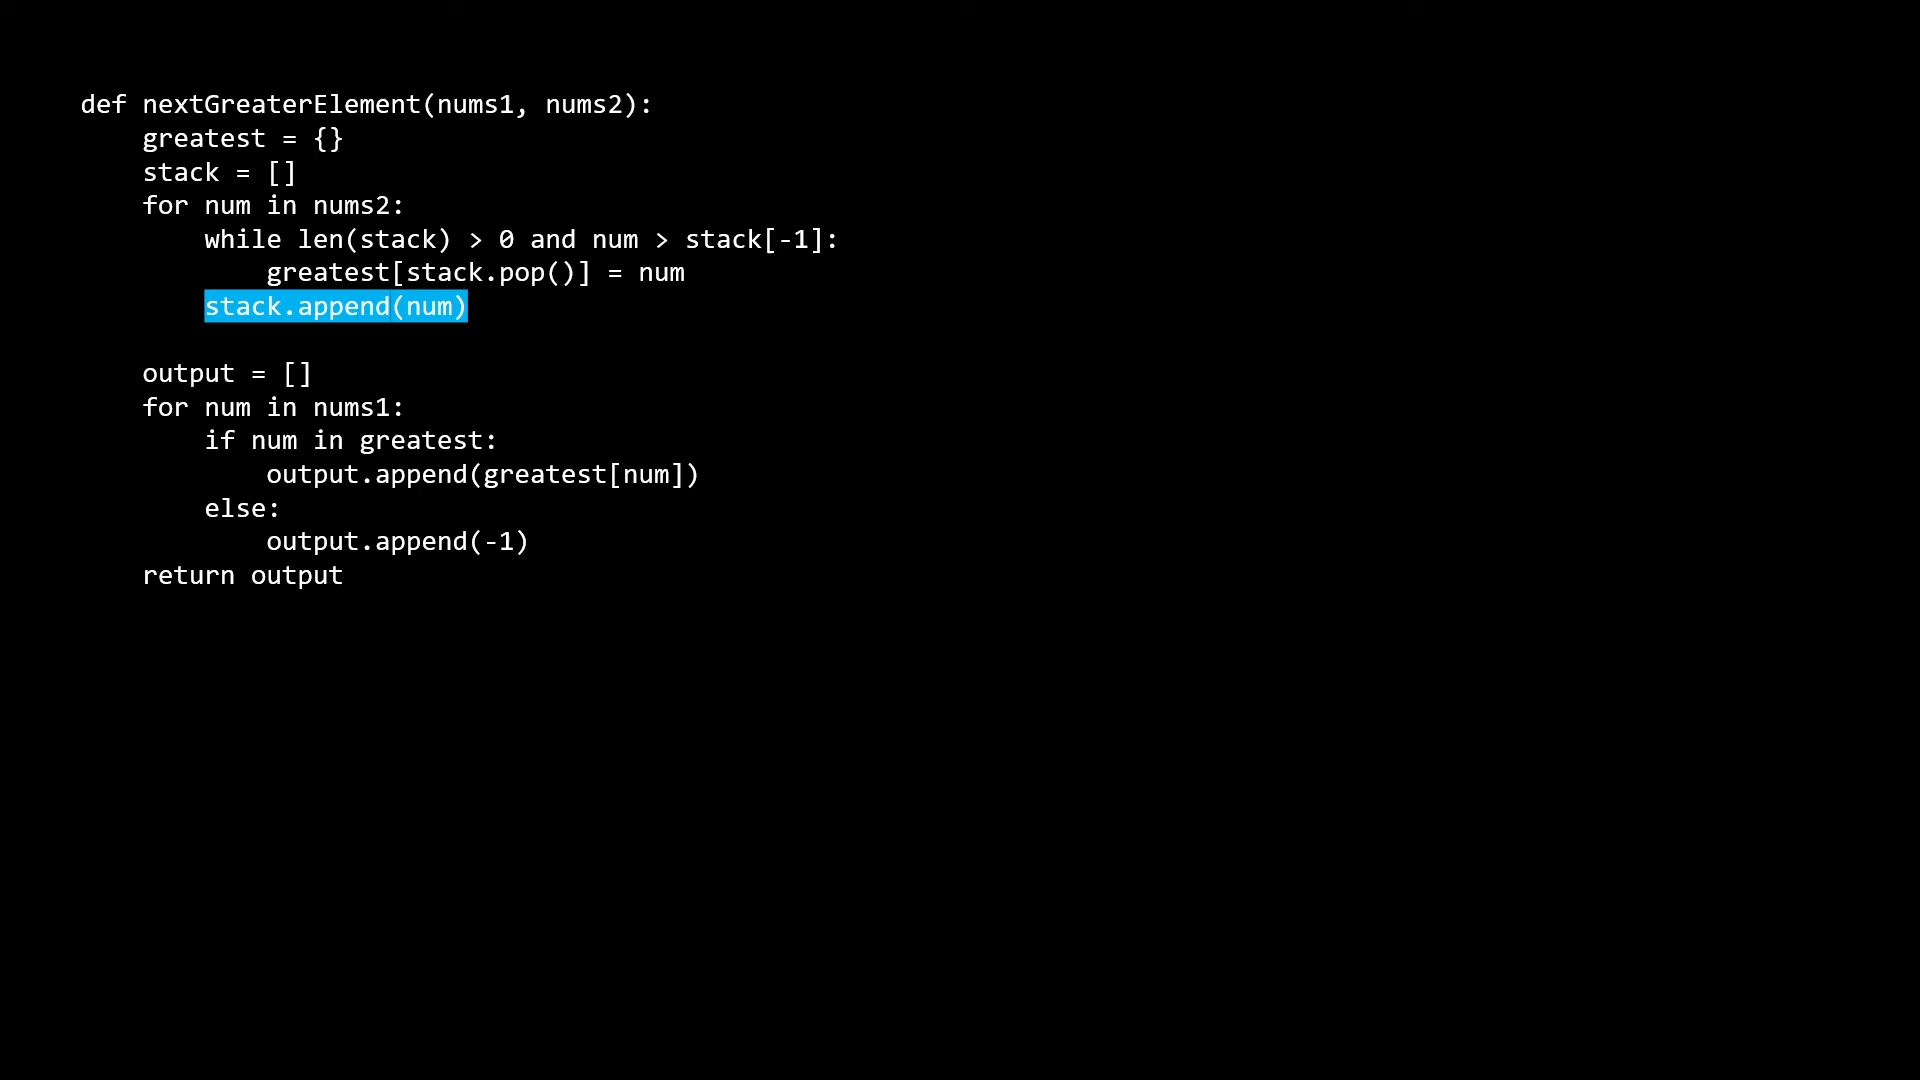 def nextGreaterElement(nums1, nums2):
    greatest = {}
    stack = []
    for num in nums2:
        while len(stack) > 0 and num > stack[-1]:
            greatest[stack.pop()] = num
        stack.append(num)

    output = []
    for num in nums1:
        if num in greatest:
            output.append(greatest[num])
        else:
            output.append(-1)
    return output